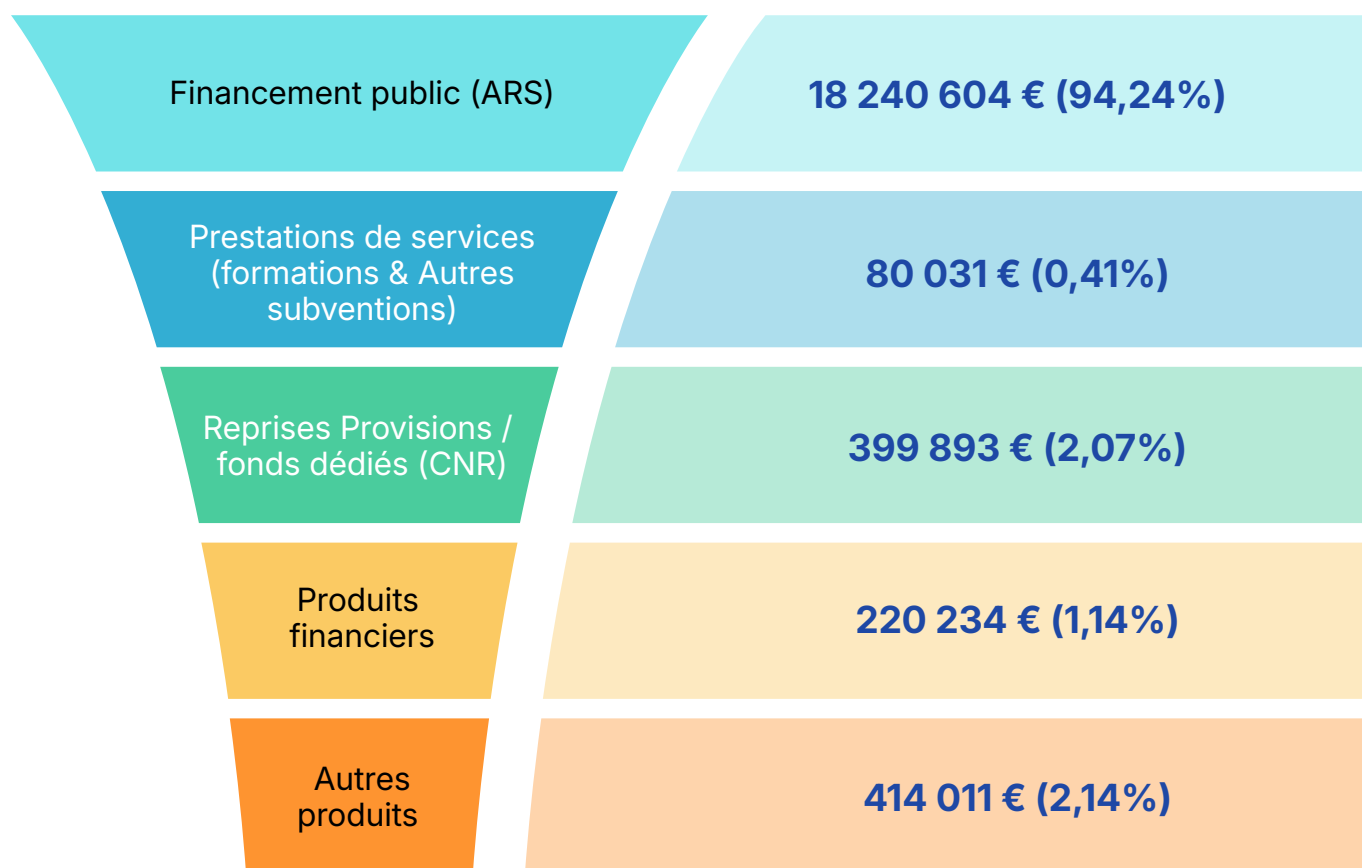 Financement public (ARS)
18 240 604 € (94,24%)
Prestations de services
(formations & Autres
subventions)
80 031 € (0,41%)
Reprises Provisions /
fonds dédiés (CNR)
399 893 € (2,07%)
Produits
financiers
220 234 € (1,14%)
Autres
produits
414 011 € (2,14%)